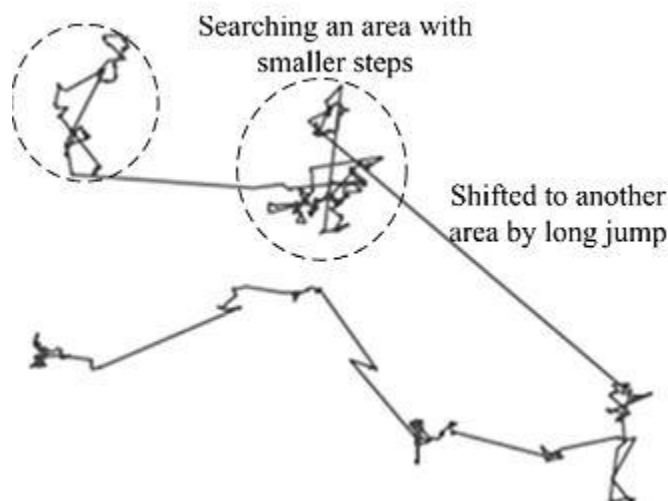 Searching an area with
smaller steps
Shifted to another
area by long jump